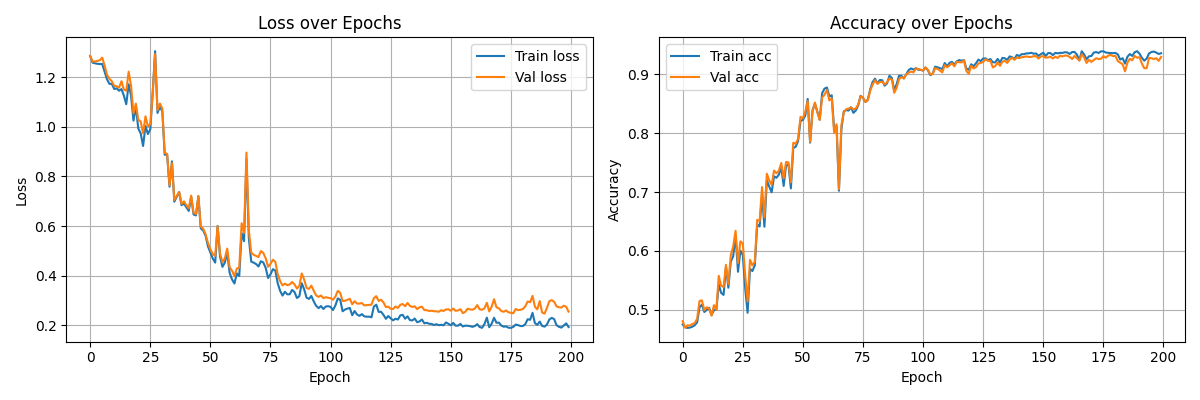 Loss over Epochs
Train loss
Val loss
Loss
1.2
1.0
0.8
0.6
0.4
0.2
0 25 50 75 100 125 150 175 200
Epoch
Accuracy over Epochs
Train acc
Val acc
Accuracy
0.9
0.8
0.7
0.6
0.5
0 25 50 75 100 125 150 175 200
Epoch